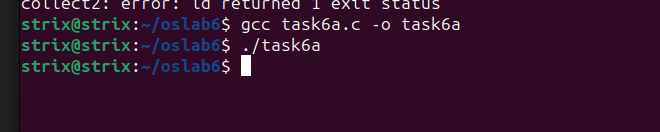 collect2: error: ld returned 1 exit status
strix@strix:~/oslab6$ gcc task6a.c -o task6a
strix@strix:~/oslab6$ ./task6a
strix@strix:~/oslab6$